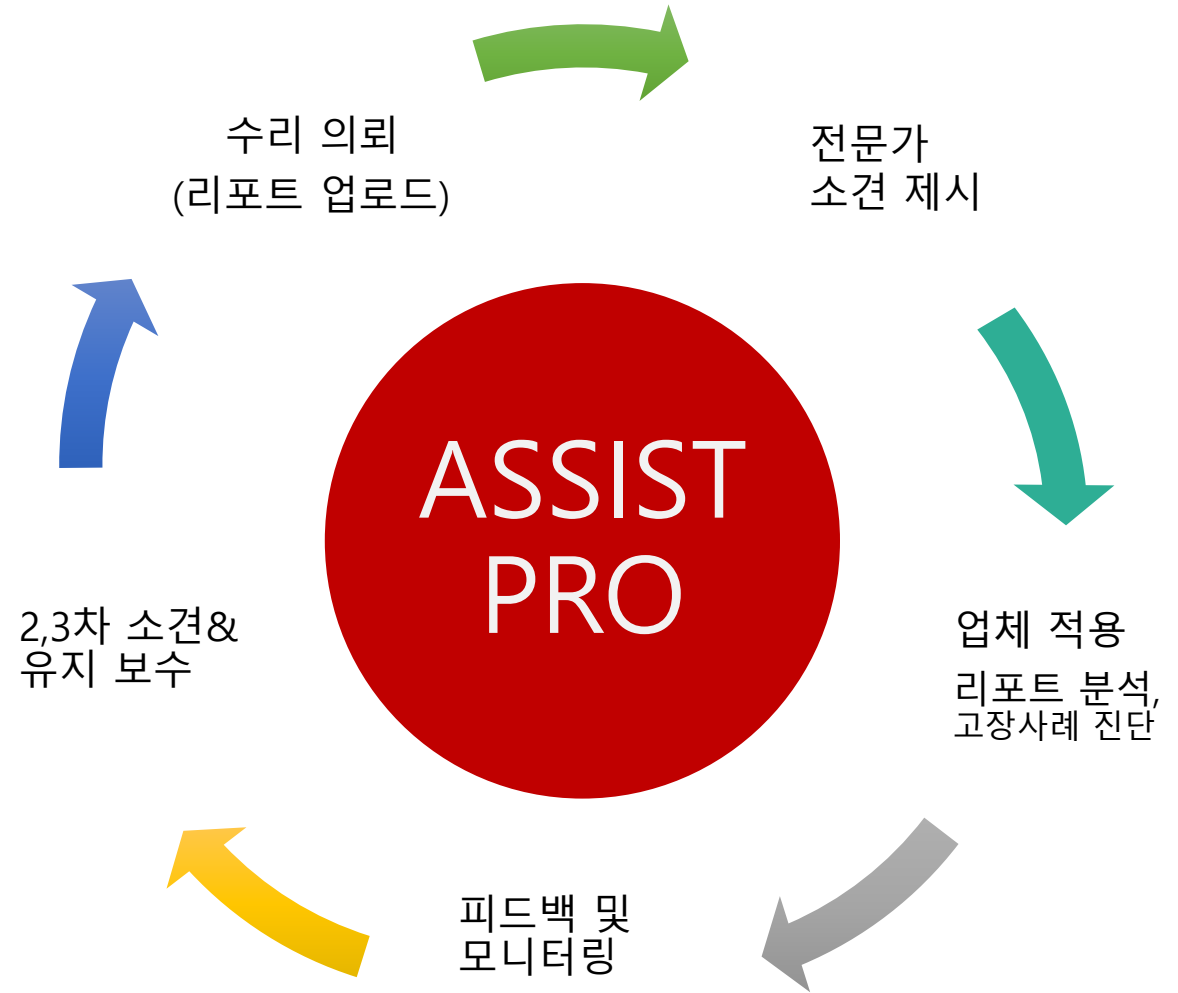 수리 의뢰
(리포트 업로드)
전문가
소견 제시
ASSIST
PRO
업체 적용
리포트 분석,
고장사례 진단
피드백 및
모니터링
2,3차 소견&
유지 보수